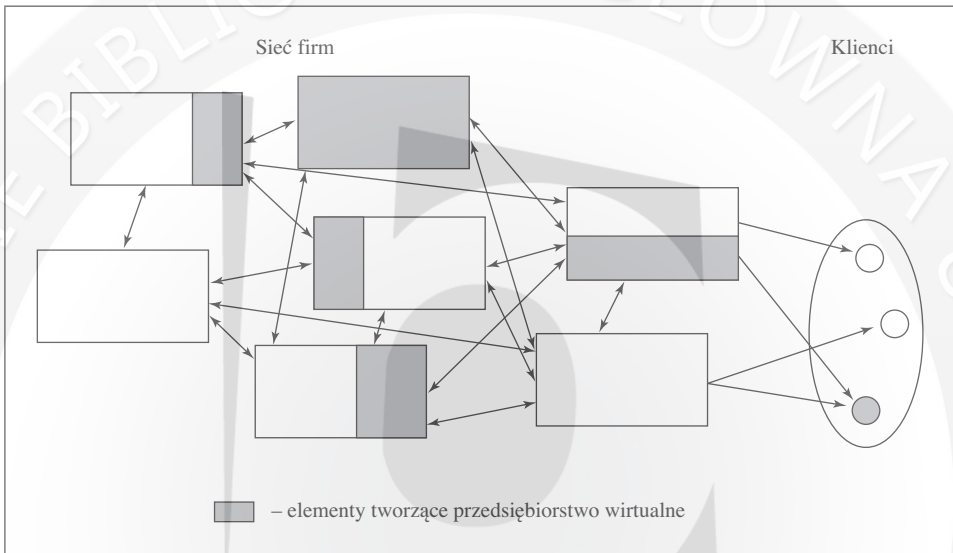 Sieć firm
Klienci
– elementy tworzące przedsiębiorstwo wirtualne